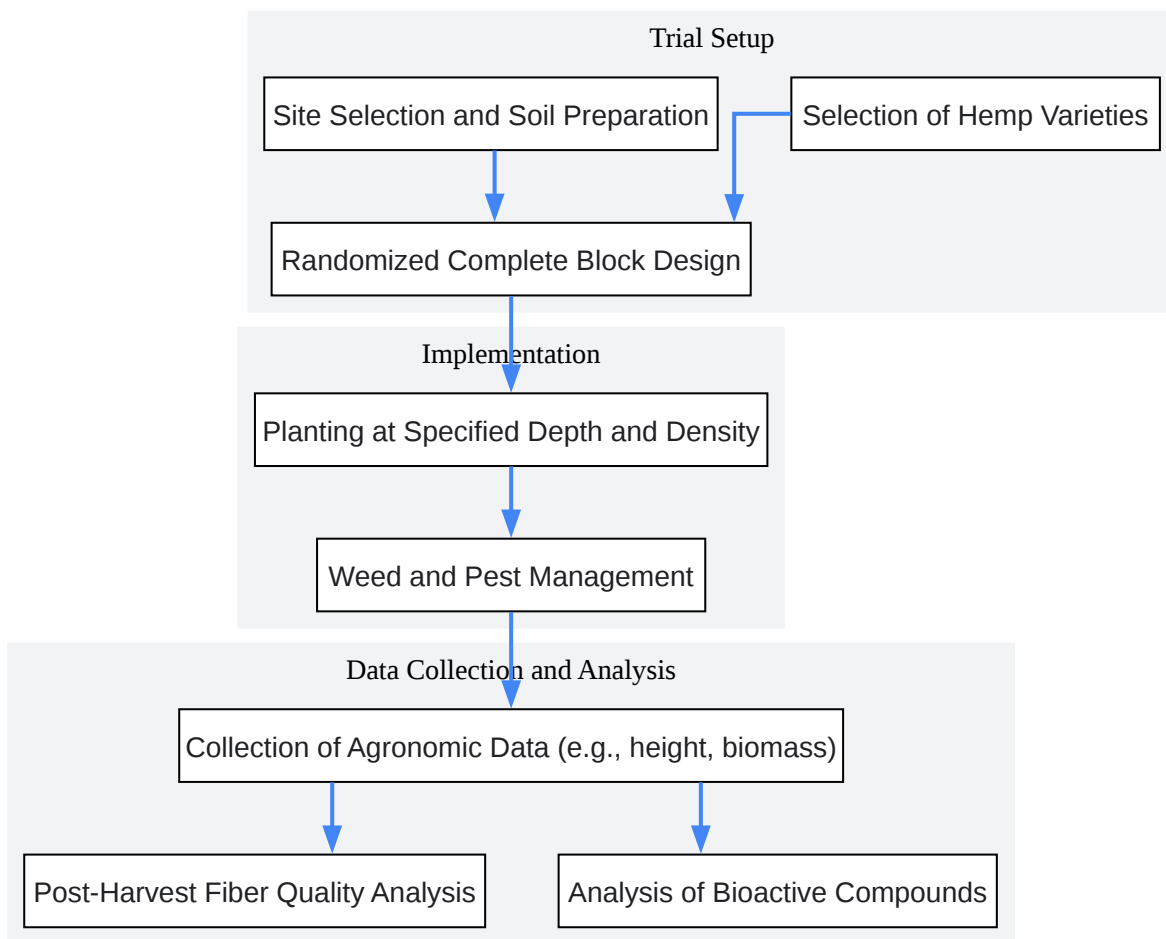 Trial Setup
Site Selection and Soil Preparation
Selection of Hemp Varieties
Randomized Complete Block Design
Implementation
Planting at Specified Depth and Density
Weed and Pest Management
Data Collection and Analysis
Collection of Agronomic Data (e.g., height, biomass)
Post-Harvest Fiber Quality Analysis
Analysis of Bioactive Compounds